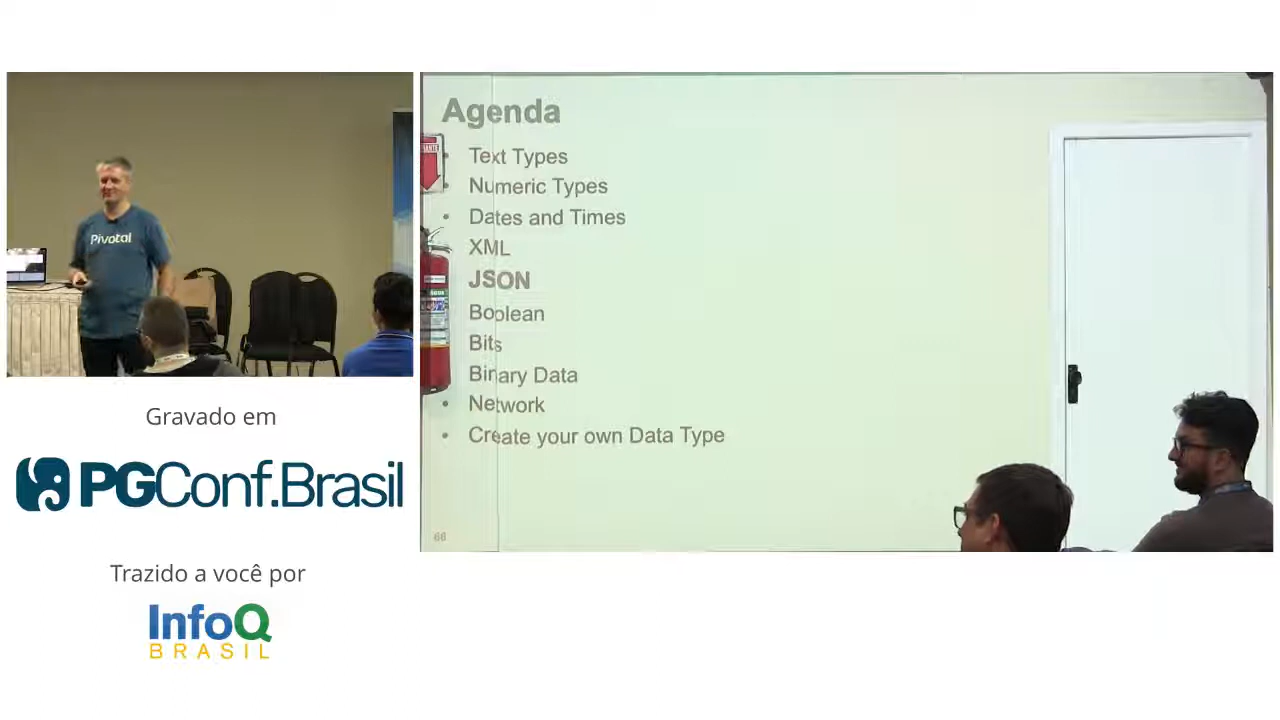 Pivotal
Gravado em
PGConf.Brasil
Trazido a você por
InfoQ
BRASIL
Agenda
• Text Types
• Numeric Types
• Dates and Times
XML
JSON
Boolean
Bits
Binary Data
• Network
• Create your own Data Type
66